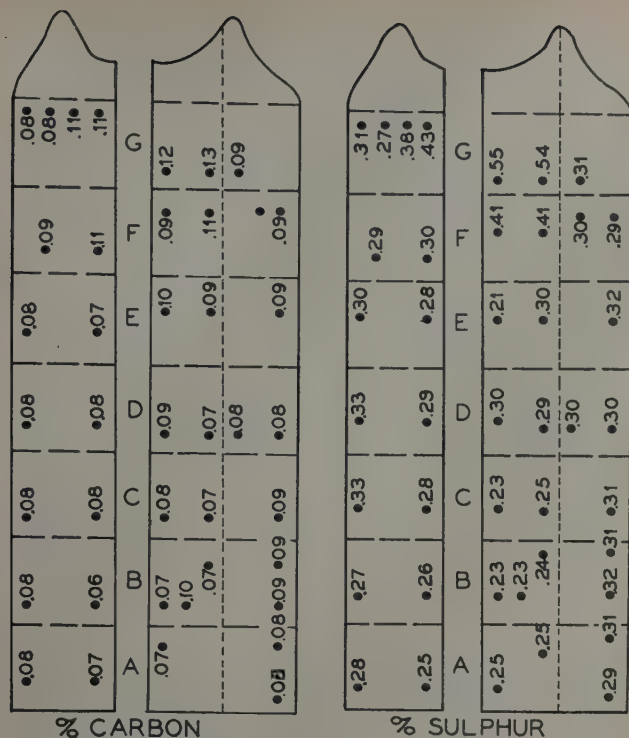 .08 .08 .11 .11 G .12 .13 .09
.09 .11 F .09 .11 .09
.08 .07 E .10 .09 .09
.08 .08 D .09 .07 .08 .08
.08 .08 C .08 .07 .09
.08 .06 B .07 .10 .07 .09 .09
.08 .07 A .07 .08
% CARBON
.31 .27 .38 .43 G .55 .54 .31
.29 .30 F .41 .41 .30 .29
.30 .28 E .21 .30 .32
.33 .29 D .30 .29 .30 .30
.33 .28 C .23 .25 .31
.27 .26 B .23 .23 .24 .31 .32
.28 .25 A .25 .25 .31 .29
% SULPHUR